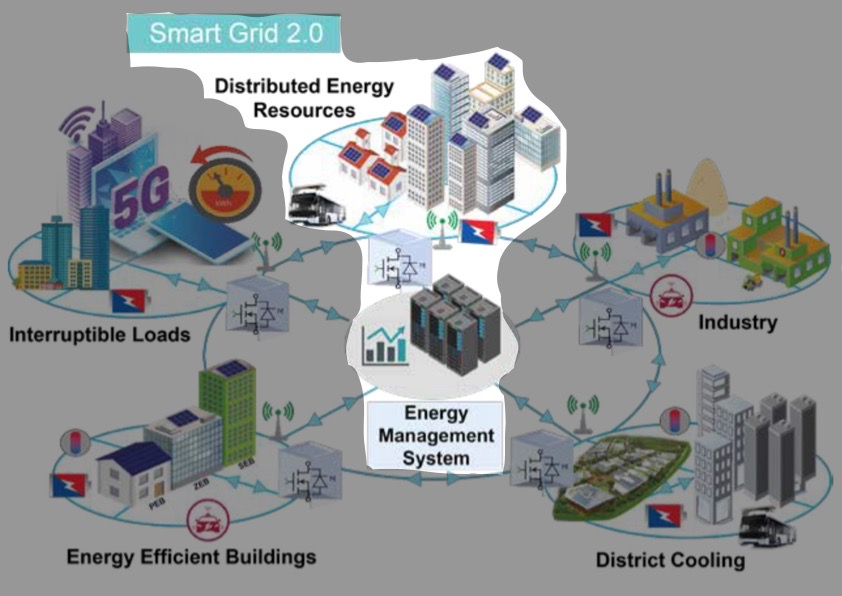 Smart Grid 2.0
Distributed Energy
Resources
5G
kWh
Interruptible Loads
Industry
Energy
Management
System
PEB
ZEB
SEB
Energy Efficient Buildings
District Cooling